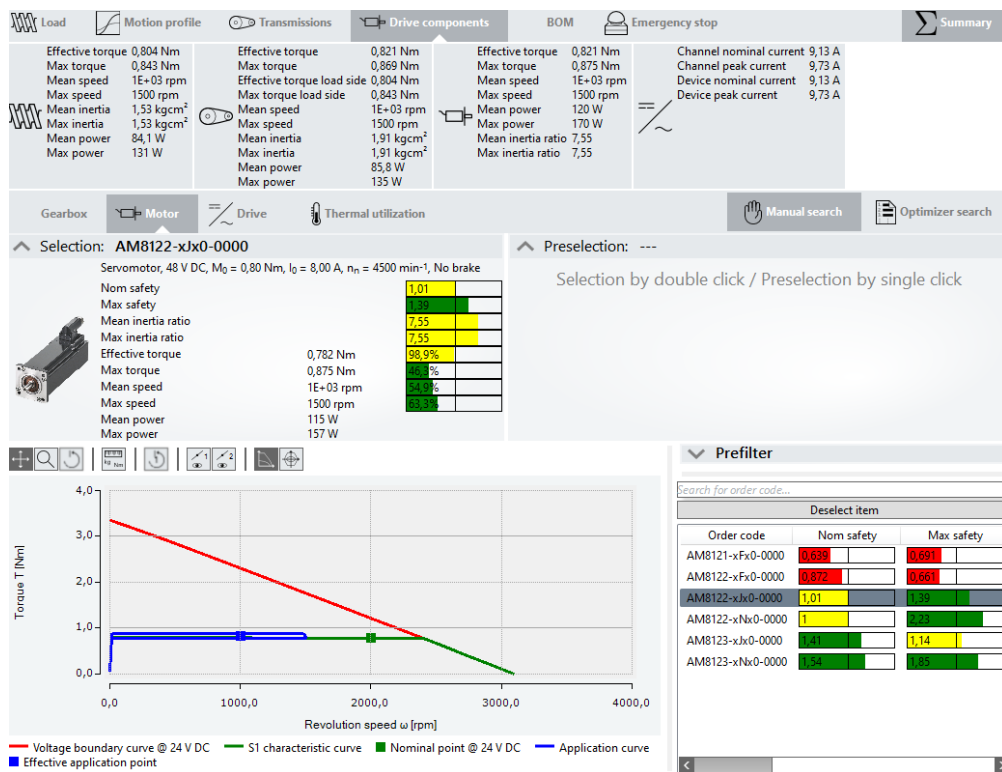 Load Motion profile Transmissions Drive components BOM Emergency stop Summary
Effective torque 0,804 Nm
Max torque 0,843 Nm
Mean speed 1E+03 rpm
Max speed 1500 rpm
Mean inertia 1,53 kgcm²
Max inertia 1,53 kgcm²
Mean power 84,1 W
Max power 131 W
Effective torque 0,821 Nm
Max torque 0,869 Nm
Effective torque load side 0,804 Nm
Max torque load side 0,843 Nm
Mean speed 1E+03 rpm
Max speed 1500 rpm
Mean inertia 1,91 kgcm²
Max inertia 1,91 kgcm²
Mean power 85,8 W
Max power 135 W
Effective torque 0,821 Nm
Max torque 0,875 Nm
Mean speed 1E+03 rpm
Max speed 1500 rpm
Mean power 120 W
Max power 170 W
Mean inertia ratio 7,55
Max inertia ratio 7,55
Channel nominal current 9,13 A
Channel peak current 9,73 A
Device nominal current 9,13 A
Device peak current 9,73 A
Gearbox Motor Drive Thermal utilization Manual search Optimizer search
Selection: AM8122-xJx0-0000
Servomotor, 48 V DC, M₀ = 0,80 Nm, I₀ = 8,00 A, nₙ = 4500 min⁻¹, No brake
Nom safety 1,01
Max safety 1,39
Mean inertia ratio 7,55
Max inertia ratio 7,55
Effective torque 0,782 Nm 98,9%
Max torque 0,875 Nm 46,3%
Mean speed 1E+03 rpm 54,9%
Max speed 1500 rpm 63,3%
Mean power 115 W
Max power 157 W
Preselection: ---
Selection by double click / Preselection by single click
kg Nm
1
1
2
4,0
3,0
2,0
1,0
0,0
Torque T [Nm]
0,0 1000,0 2000,0 3000,0 4000,0
Revolution speed ω [rpm]
Voltage boundary curve @ 24 V DC S1 characteristic curve Nominal point @ 24 V DC Application curve
Effective application point
Prefilter
Search for order code...
Deselect item
Order code Nom safety Max safety
AM8121-xFx0-0000 0,639 0,691
AM8122-xFx0-0000 0,872 0,661
AM8122-xJx0-0000 1,01 1,39
AM8122-xNx0-0000 1 2,23
AM8123-xJx0-0000 1,41 1,14
AM8123-xNx0-0000 1,54 1,85